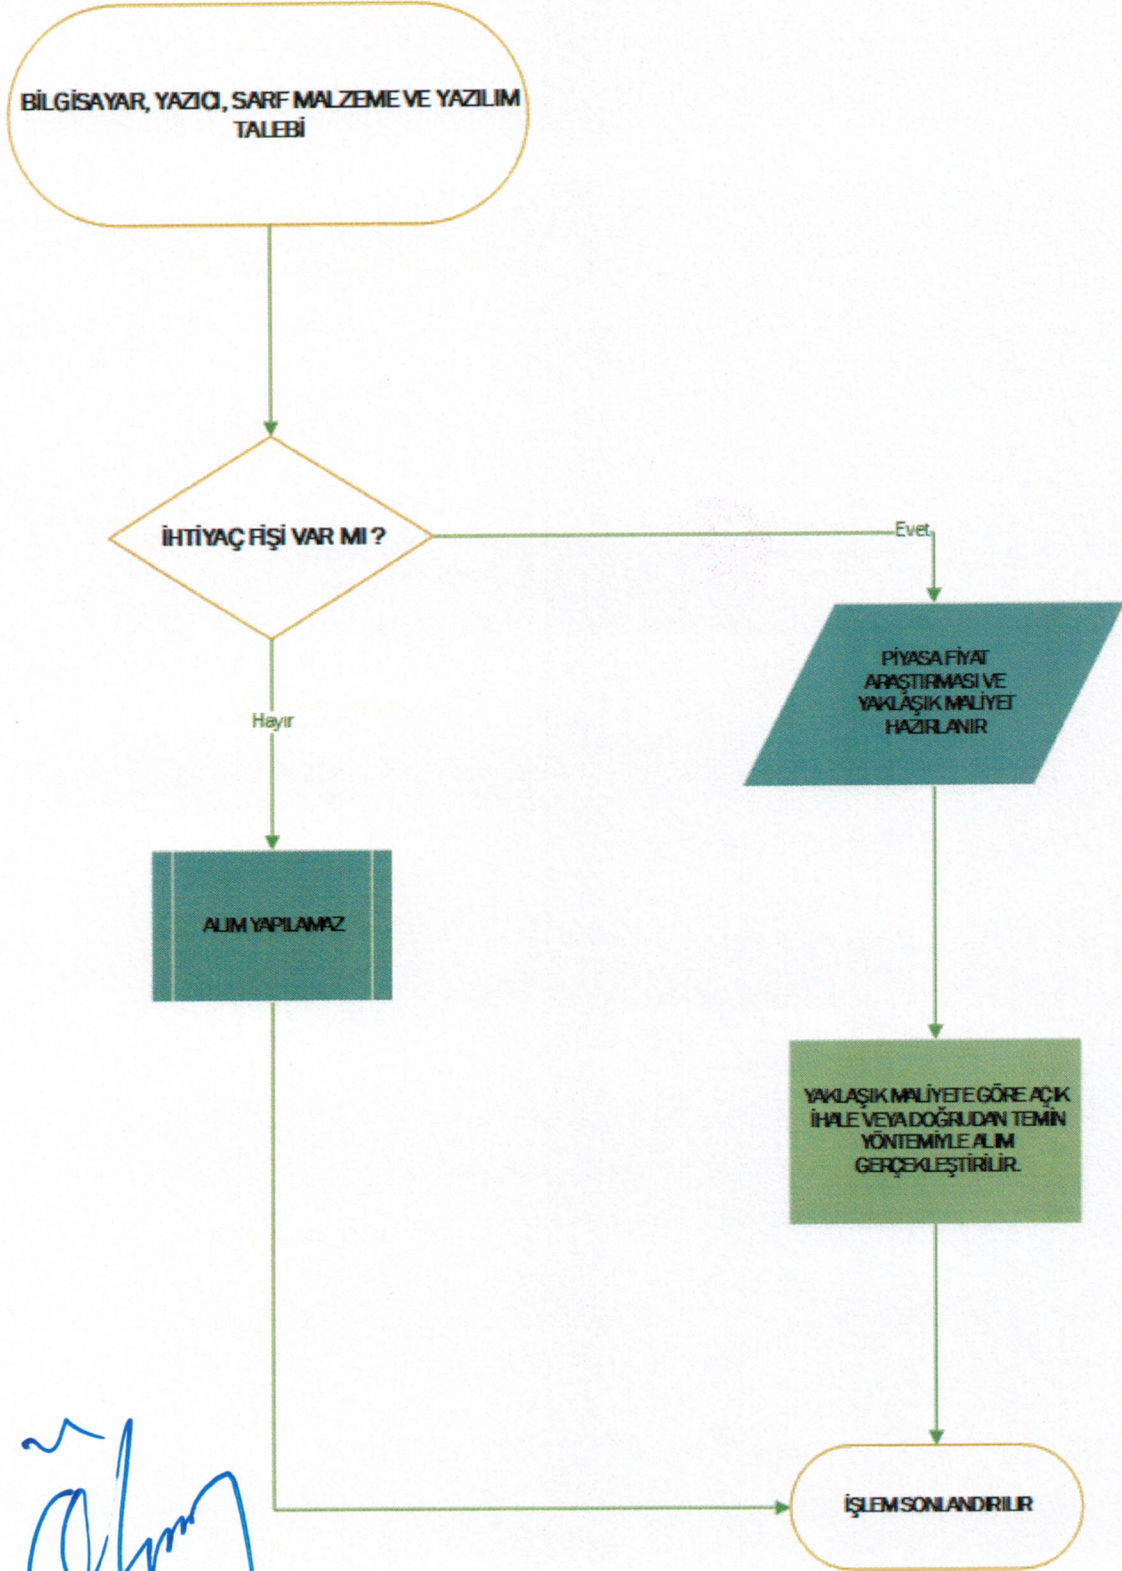 BİLGİSAYAR, YAZICI, SARF MALZEME VE YAZILIM
TALEBİ
İHTİYAÇ FİŞİ VAR MI ?
Evet
PİYASA FİYAT
ARAŞTIRMASI VE
YAKLAŞIK MALİYET
HAZIRLANIR
Hayır
ALIM YAPILAMAZ
YAKLAŞIK MALİYETE GÖRE AÇIK
İHALE VEYA DOĞRUDAN TEMİN
YÖNTEMİYLE ALIM
GERÇEKLEŞTİRİLİR.
İŞLEM SONLANDIRILIR